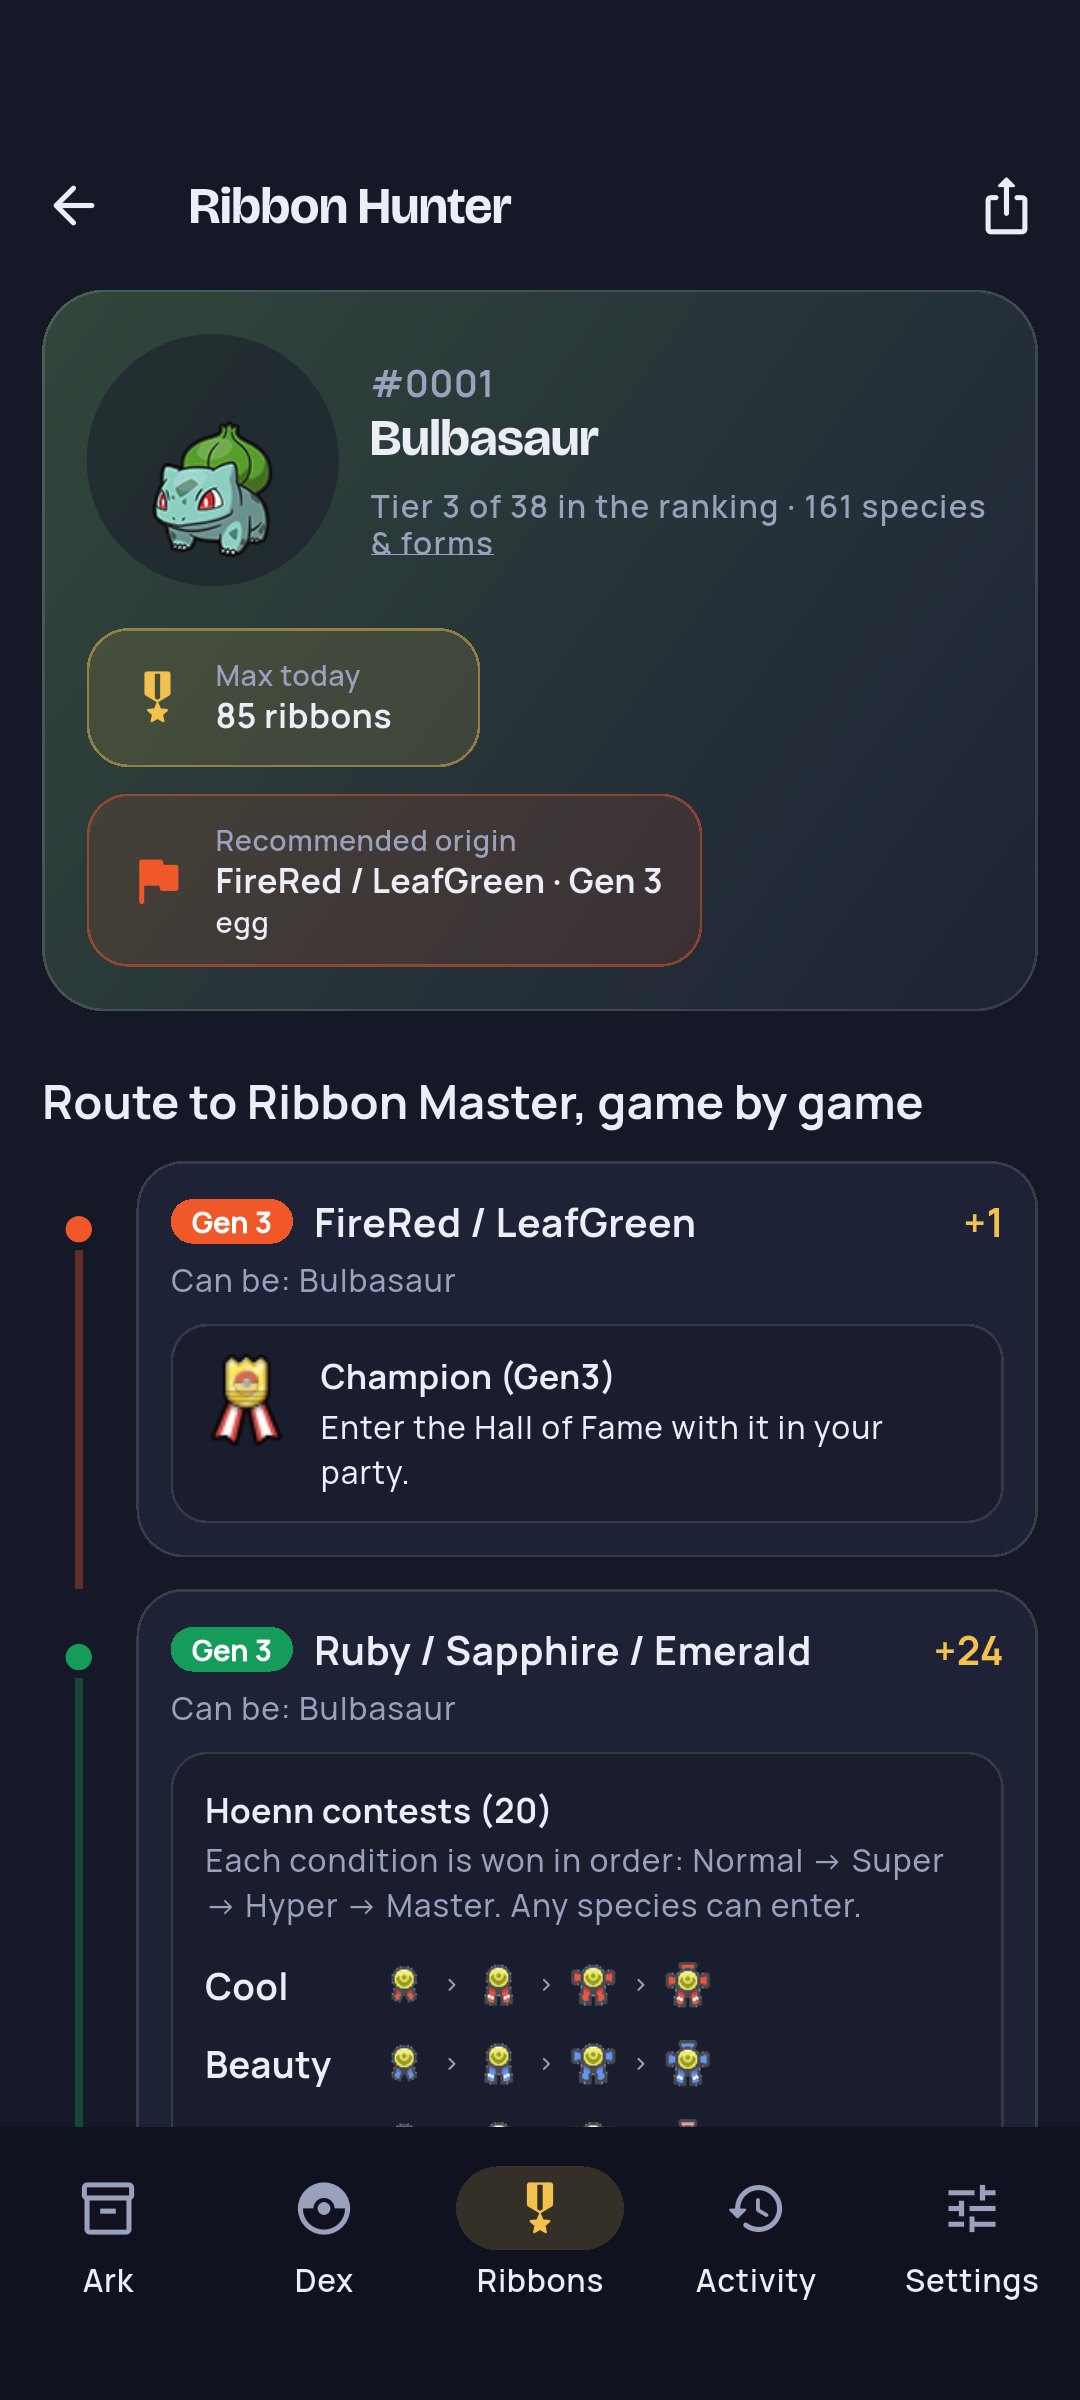 Ribbon Hunter
#0001
Bulbasaur
Tier 3 of 38 in the ranking · 161 species
& forms
Max today
85 ribbons
Recommended origin
FireRed / LeafGreen · Gen 3
egg
Route to Ribbon Master, game by game
Gen 3 FireRed / LeafGreen +1
Can be: Bulbasaur
Champion (Gen3)
Enter the Hall of Fame with it in your
party.
Gen 3 Ruby / Sapphire / Emerald +24
Can be: Bulbasaur
Hoenn contests (20)
Each condition is won in order: Normal → Super
→ Hyper → Master. Any species can enter.
Cool › › ›
Beauty › › ›
Ark Dex Ribbons Activity Settings